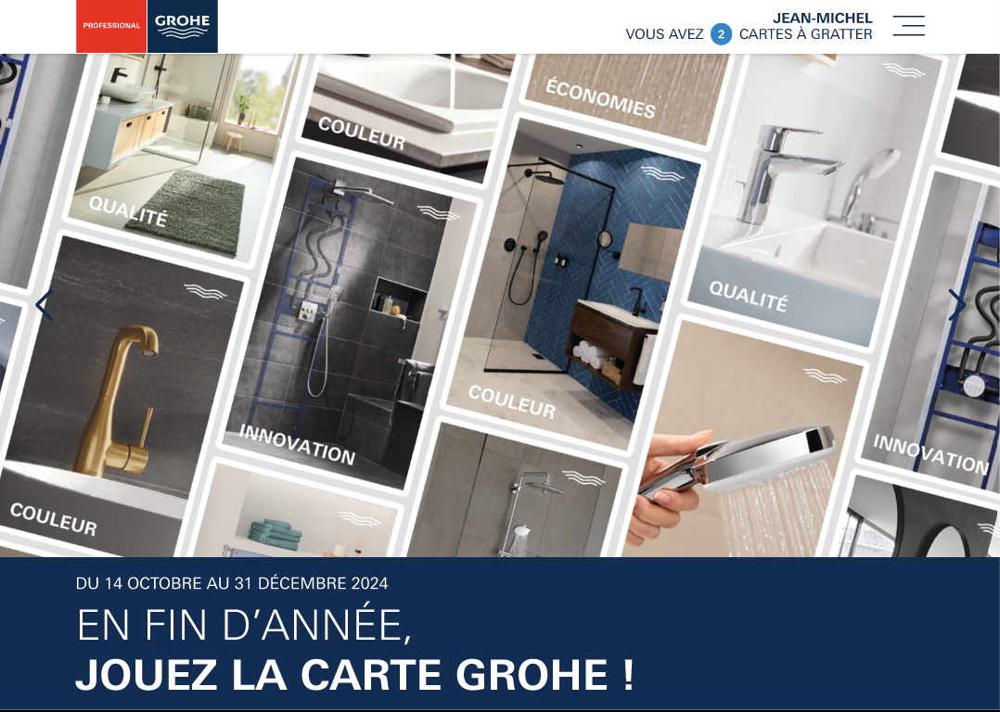 PROFESSIONAL
GROHE
JEAN-MICHEL
VOUS AVEZ 2 CARTES À GRATTER
ÉCONOMIES
COULEUR
QUALITÉ
QUALITÉ
COULEUR
INNOVATION
INNOVATION
COULEUR
DU 14 OCTOBRE AU 31 DÉCEMBRE 2024
EN FIN D’ANNÉE,
JOUEZ LA CARTE GROHE !